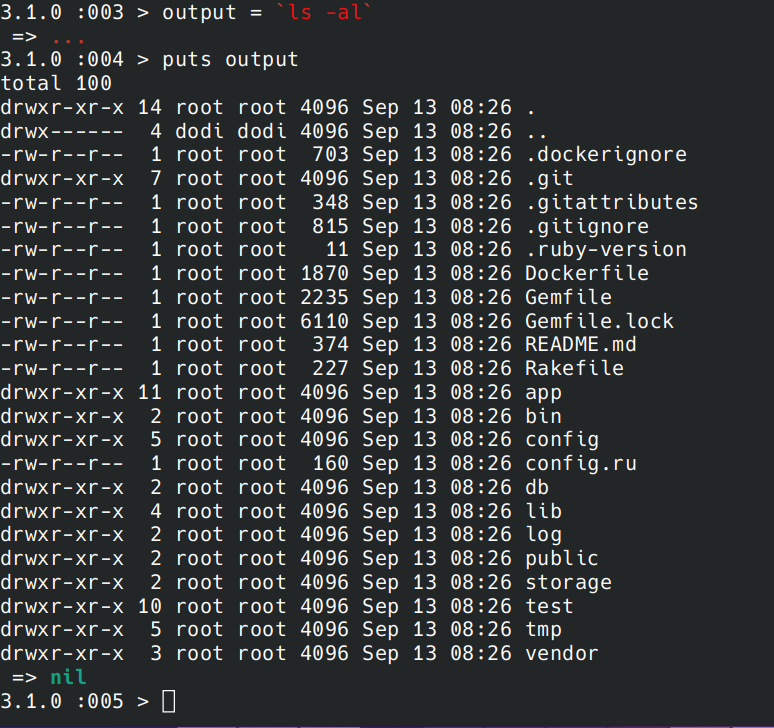 3.1.0 :003 > output = `ls -al`
 => ...
3.1.0 :004 > puts output
total 100
drwxr-xr-x 14 root root 4096 Sep 13 08:26 .
drwx------  4 dodi dodi 4096 Sep 13 08:26 ..
-rw-r--r--  1 root root  703 Sep 13 08:26 .dockerignore
drwxr-xr-x  7 root root 4096 Sep 13 08:26 .git
-rw-r--r--  1 root root  348 Sep 13 08:26 .gitattributes
-rw-r--r--  1 root root  815 Sep 13 08:26 .gitignore
-rw-r--r--  1 root root   11 Sep 13 08:26 .ruby-version
-rw-r--r--  1 root root 1870 Sep 13 08:26 Dockerfile
-rw-r--r--  1 root root 2235 Sep 13 08:26 Gemfile
-rw-r--r--  1 root root 6110 Sep 13 08:26 Gemfile.lock
-rw-r--r--  1 root root  374 Sep 13 08:26 README.md
-rw-r--r--  1 root root  227 Sep 13 08:26 Rakefile
drwxr-xr-x 11 root root 4096 Sep 13 08:26 app
drwxr-xr-x  2 root root 4096 Sep 13 08:26 bin
drwxr-xr-x  5 root root 4096 Sep 13 08:26 config
-rw-r--r--  1 root root  160 Sep 13 08:26 config.ru
drwxr-xr-x  2 root root 4096 Sep 13 08:26 db
drwxr-xr-x  4 root root 4096 Sep 13 08:26 lib
drwxr-xr-x  2 root root 4096 Sep 13 08:26 log
drwxr-xr-x  2 root root 4096 Sep 13 08:26 public
drwxr-xr-x  2 root root 4096 Sep 13 08:26 storage
drwxr-xr-x 10 root root 4096 Sep 13 08:26 test
drwxr-xr-x  5 root root 4096 Sep 13 08:26 tmp
drwxr-xr-x  3 root root 4096 Sep 13 08:26 vendor
 => nil
3.1.0 :005 >